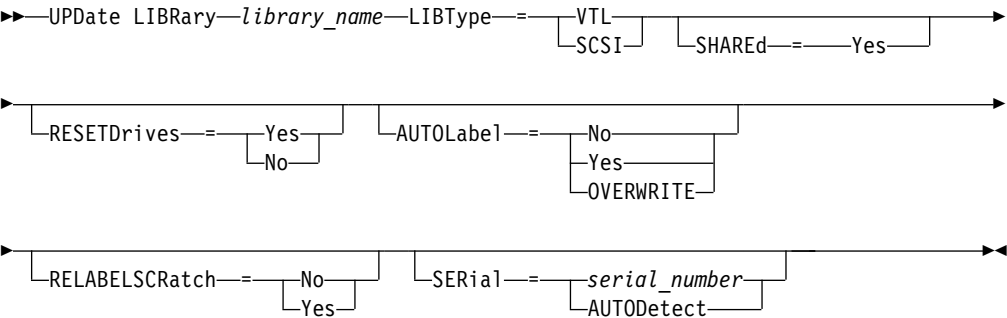 UPDate LIBRary library_name LIBType = VTL
SCSI SHAREd = Yes
RESETDrives = Yes AUTOLabel = No
No Yes
OVERWRITE
RELABELSCRatch = No SERial = serial_number
Yes AUTODetect